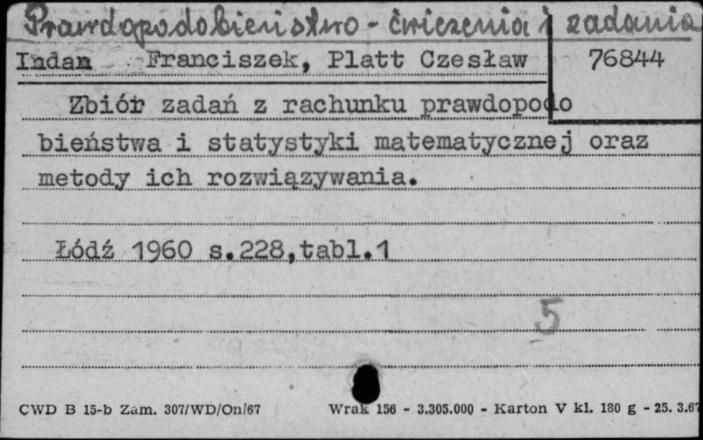 Prawdopodobieństwo - ćwiczenia i zadania
Indan Franciszek, Platt Czesław
76844
Zbiór zadań z rachunku prawdopodo
bieństwa i statystyki matematycznej oraz
metody ich rozwiązywania.
Łódź 1960 s.228,tabl.1
5
CWD B 15-b Zam. 307/WD/On/67 Wrak 156 - 3.305.000 - Karton V kl. 180 g - 25. 3.67